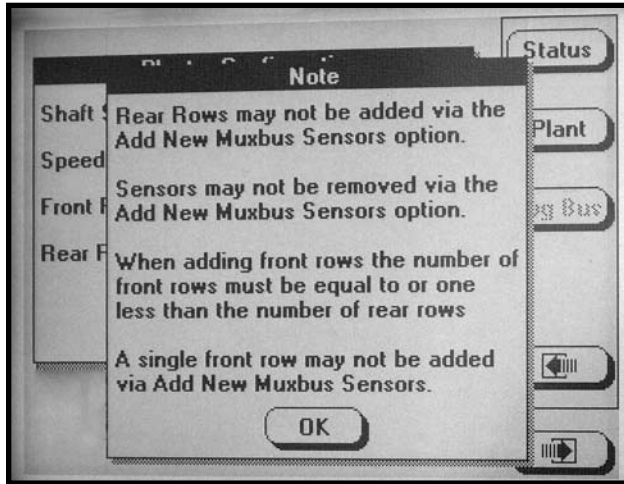 Status
Note
Shaft
Rear Rows may not be added via the
Add New Muxbus Sensors option.
Plant
Speed
Sensors may not be removed via the
Front
Add New Muxbus Sensors option.
Bus
Rear
When adding front rows the number of
front rows must be equal to or one
less than the number of rear rows
A single front row may not be added
via Add New Muxbus Sensors.
OK